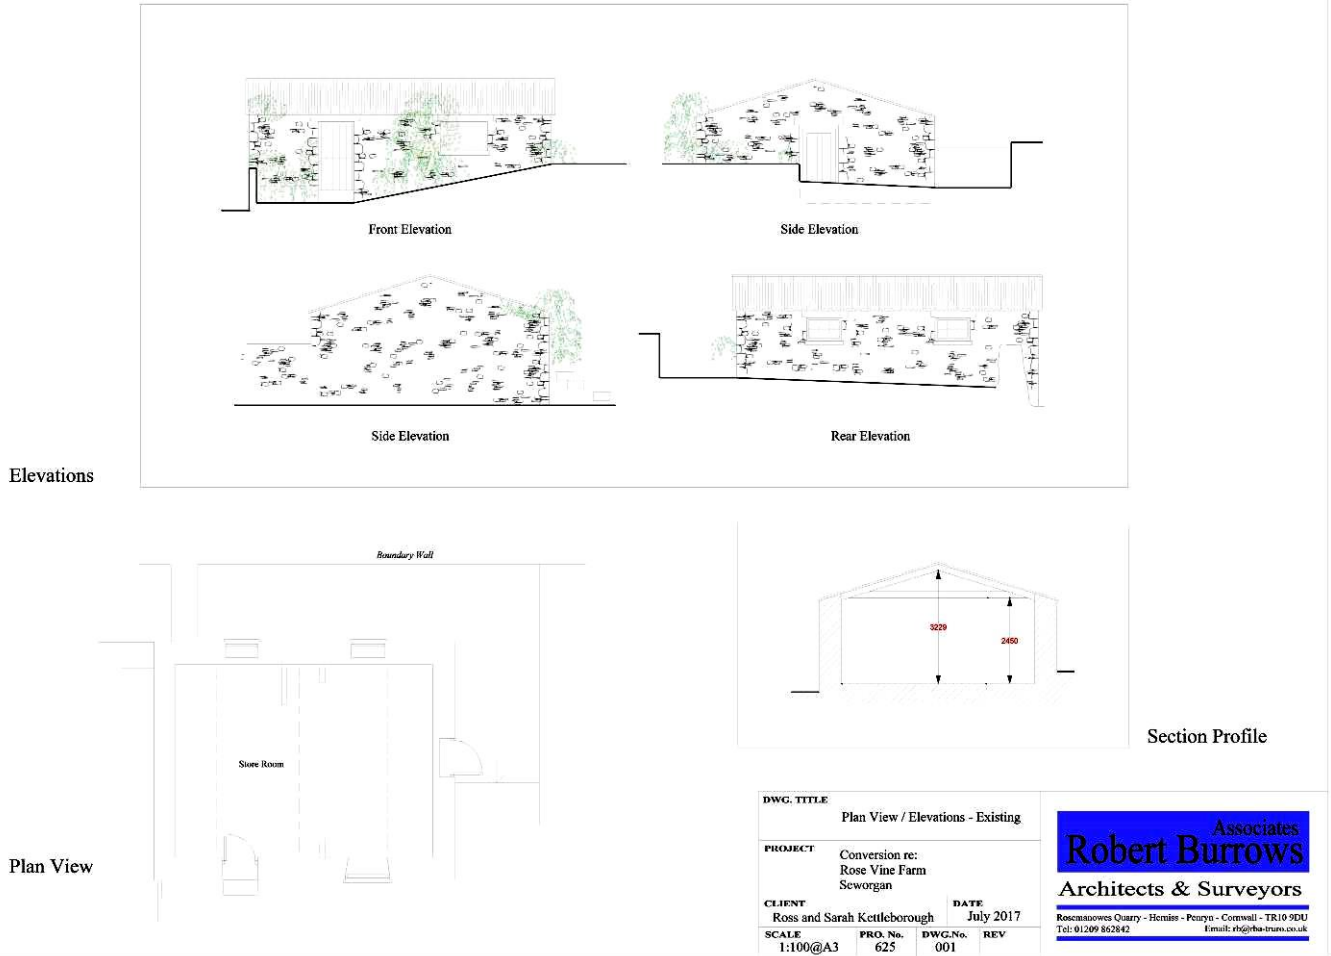 Front Elevation
Side Elevation
Side Elevation
Rear Elevation
Elevations
Boundary Wall
Store Room
Plan View
3229
2450
Section Profile
DWG. TITLE
Plan View / Elevations - Existing
PROJECT
Conversion re:
Rose Vine Farm
Seworgan
CLIENT
Ross and Sarah Kettleborough
DATE
July 2017
SCALE
1:100@A3
PRO. No.
625
DWG.No.
001
REV
Associates
Robert Burrows
Architects & Surveyors
Rosemanowes Quarry - Herniss - Penryn - Cornwall - TR10 9DU
Tel: 01209 862842 Email: rb@rba-truro.co.uk